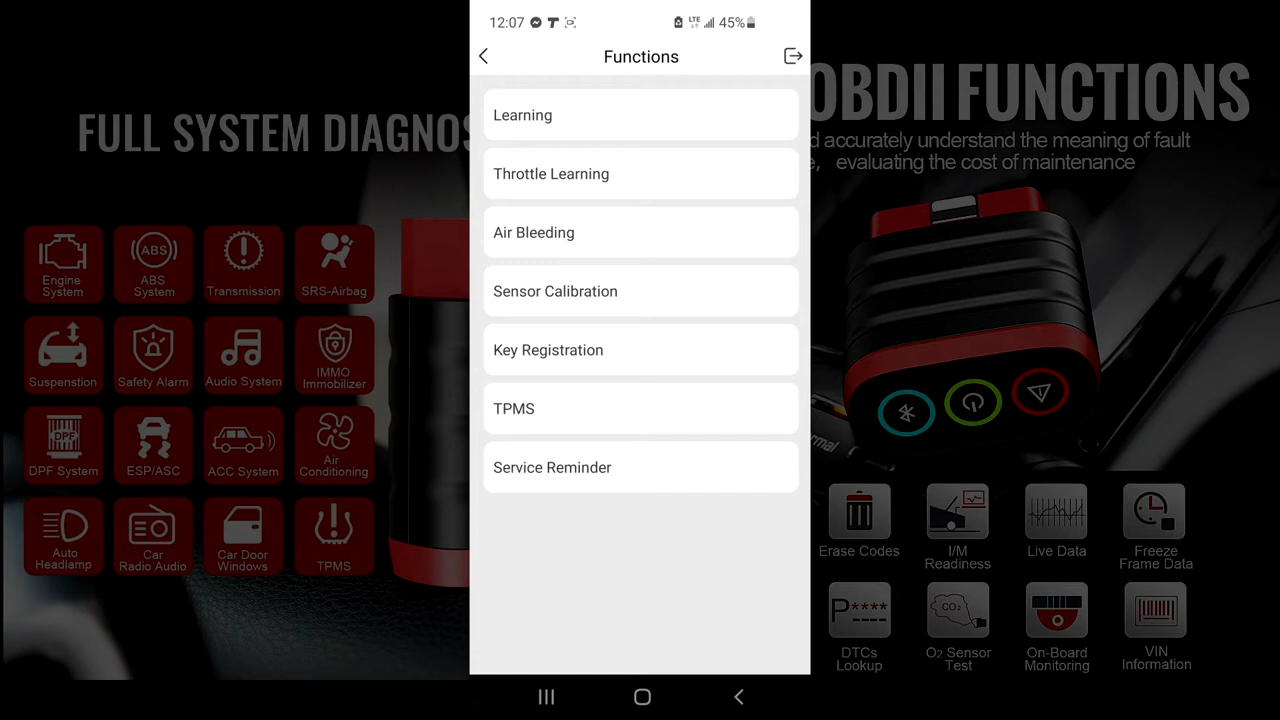 12:07
LTE
45%
Functions
Learning
Throttle Learning
Air Bleeding
Sensor Calibration
Key Registration
TPMS
Service Reminder
FULL SYSTEM DIAGNOS
Engine
System
ABS
ABS
System
Transmission
SRS-Airbag
Suspenstion
Safety Alarm
Audio System
IMMO
Immobilizer
DPF
DPF System
ESP/ASC
ACC System
Air
Conditioning
Auto
Headlamp
Car
Radio Audio
Car Door
Windows
TPMS
OBDII FUNCTIONS
d accurately understand the meaning of fault
e, evaluating the cost of maintenance
rmal
Erase Codes
I/M
Readiness
Live Data
Freeze
Frame Data
P****
DTCs
Lookup
CO2
O2 Sensor
Test
On-Board
Monitoring
VIN
Information